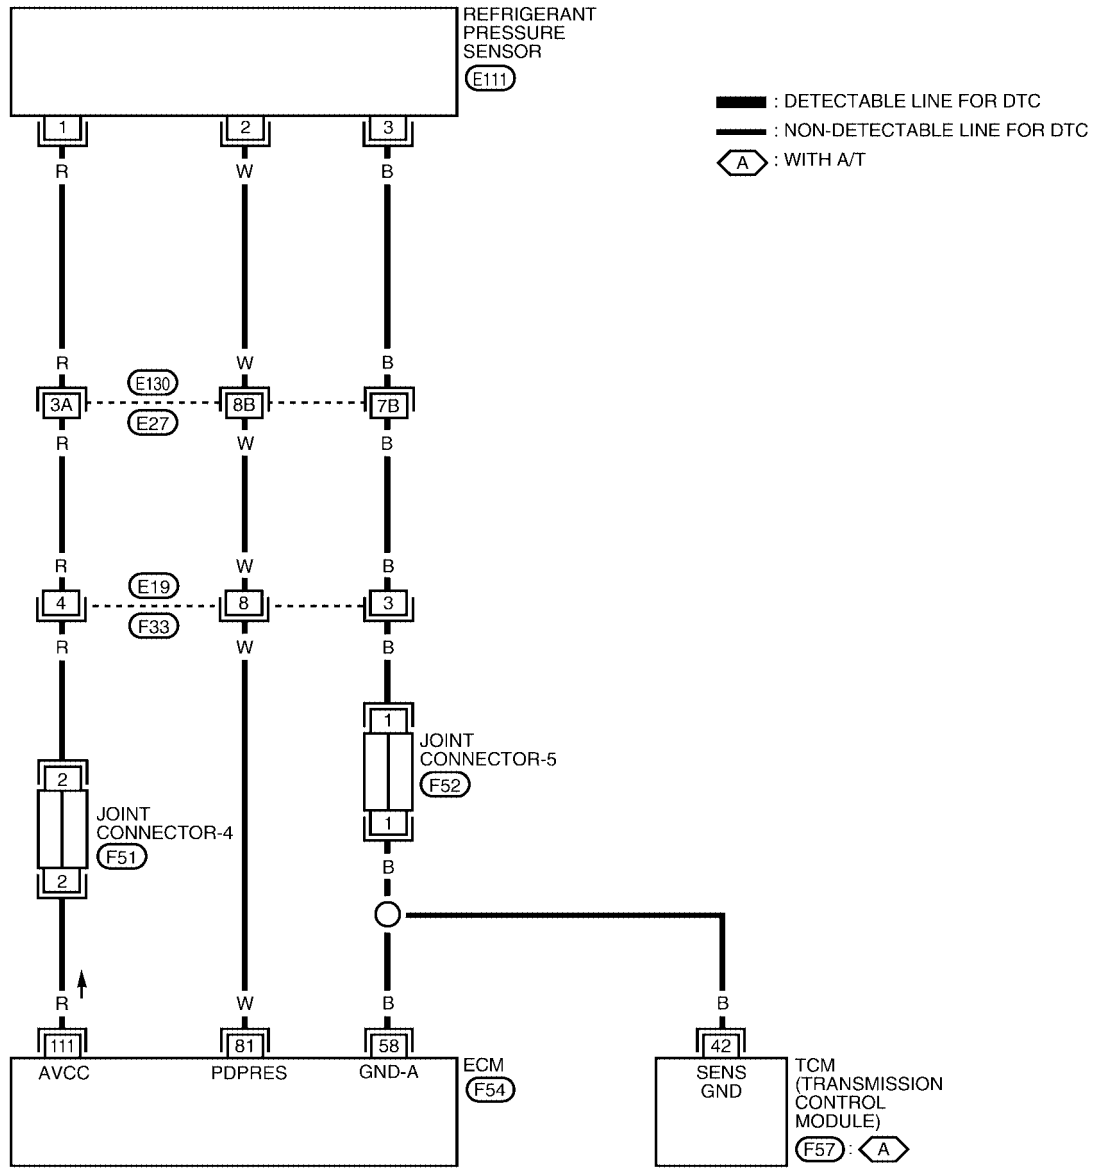 REFRIGERANT
PRESSURE
SENSOR
E111
: DETECTABLE LINE FOR DTC
: NON-DETECTABLE LINE FOR DTC
A : WITH A/T
1 2 3
R W B
R W B
E130
3A 8B 7B
E27
R W B
R W B
E19
4 8 3
F33
R W B
1
JOINT
CONNECTOR-5
F52
1
2
JOINT
CONNECTOR-4
F51
2
B
R W B B
111 81 58 42
AVCC PDPRES GND-A
ECM
F54
SENS
GND
TCM
(TRANSMISSION
CONTROL
MODULE)
F57 : A